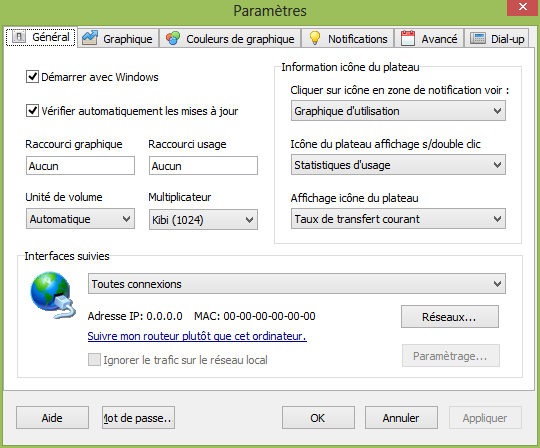 Paramètres
Général
Graphique
Couleurs de graphique
Notifications
Avancé
Dial-up
Démarrer avec Windows
Vérifier automatiquement les mises à jour
Raccourci graphique
Raccourci usage
Aucun
Aucun
Unité de volume
Multiplicateur
Automatique
Kibi (1024)
Information icône du plateau
Cliquer sur icône en zone de notification voir :
Graphique d'utilisation
Icône du plateau affichage s/double clic
Statistiques d'usage
Affichage icône du plateau
Taux de transfert courant
Interfaces suivies
Toutes connexions
Adresse IP: 0.0.0.0 MAC: 00-00-00-00-00-00
Réseaux...
Suivre mon routeur plutôt que cet ordinateur.
Ignorer le trafic sur le réseau local
Paramètrage...
Aide
Mot de passe...
OK
Annuler
Appliquer